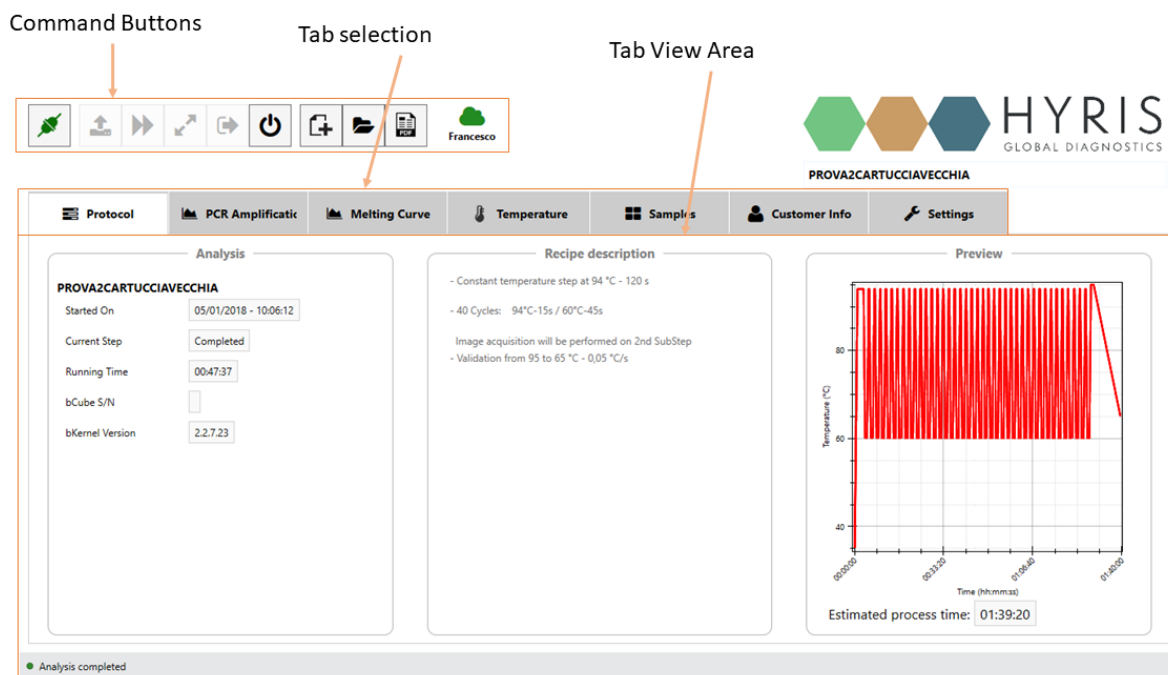 Command Buttons
Tab selection
Tab View Area
PDF
Francesco
HYRIS
GLOBAL DIAGNOSTICS
PROVA2CARTUCCIAVECCHIA
Protocol
PCR Amplificatic
Melting Curve
Temperature
Samples
Customer Info
Settings
Analysis
PROVA2CARTUCCIAVECCHIA
Started On 05/01/2018 - 10:06:12
Current Step Completed
Running Time 00:47:37
bCube S/N
bKernel Version 2.2.7.23
Recipe description
- Constant temperature step at 94 °C - 120 s
- 40 Cycles: 94°C-15s / 60°C-45s
Image acquisition will be performed on 2nd SubStep
- Validation from 95 to 65 °C - 0,05 °C/s
Preview
Temperature (°C)
80
60
40
00:00:00
00:33:20
01:06:40
01:40:00
Time (hh:mm:ss)
Estimated process time: 01:39:20
Analysis completed